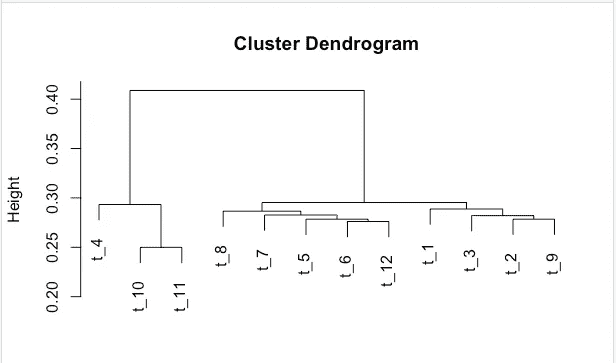 Cluster Dendrogram
Height
0.40
0.35
0.30
0.25
0.20
t_4
t_10
t_11
t_8
t_7
t_5
t_6
t_12
t_1
t_3
t_2
t_9